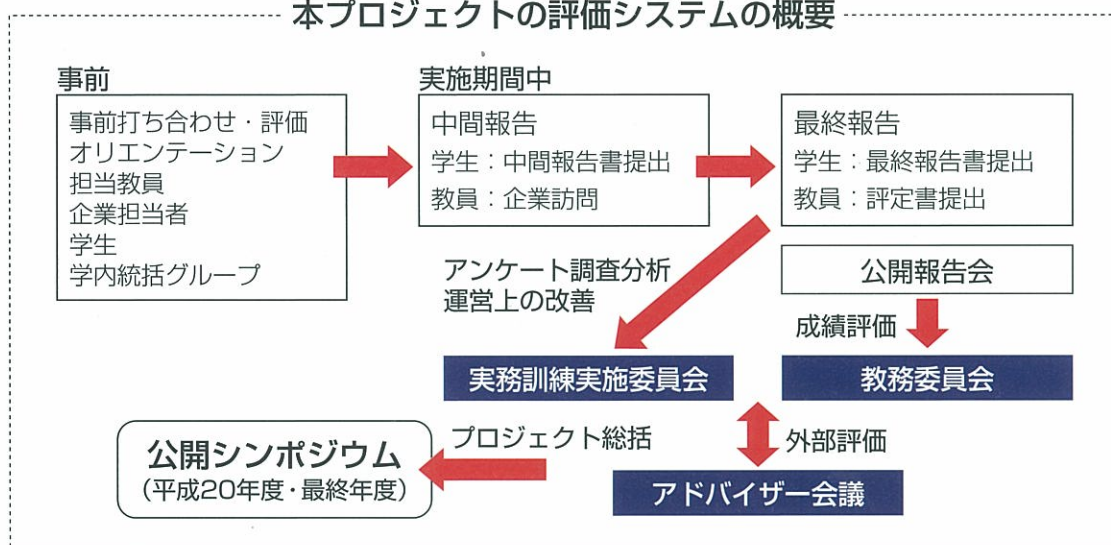 本プロジェクトの評価システムの概要
事前
事前打ち合わせ・評価
オリエンテーション
担当教員
企業担当者
学生
学内統括グループ
実施期間中
中間報告
学生：中間報告書提出
教員：企業訪問
最終報告
学生：最終報告書提出
教員：評定書提出
アンケート調査分析
運営上の改善
公開報告会
成績評価
実務訓練実施委員会
教務委員会
プロジェクト総括
外部評価
公開シンポジウム
（平成20年度・最終年度）
アドバイザー会議